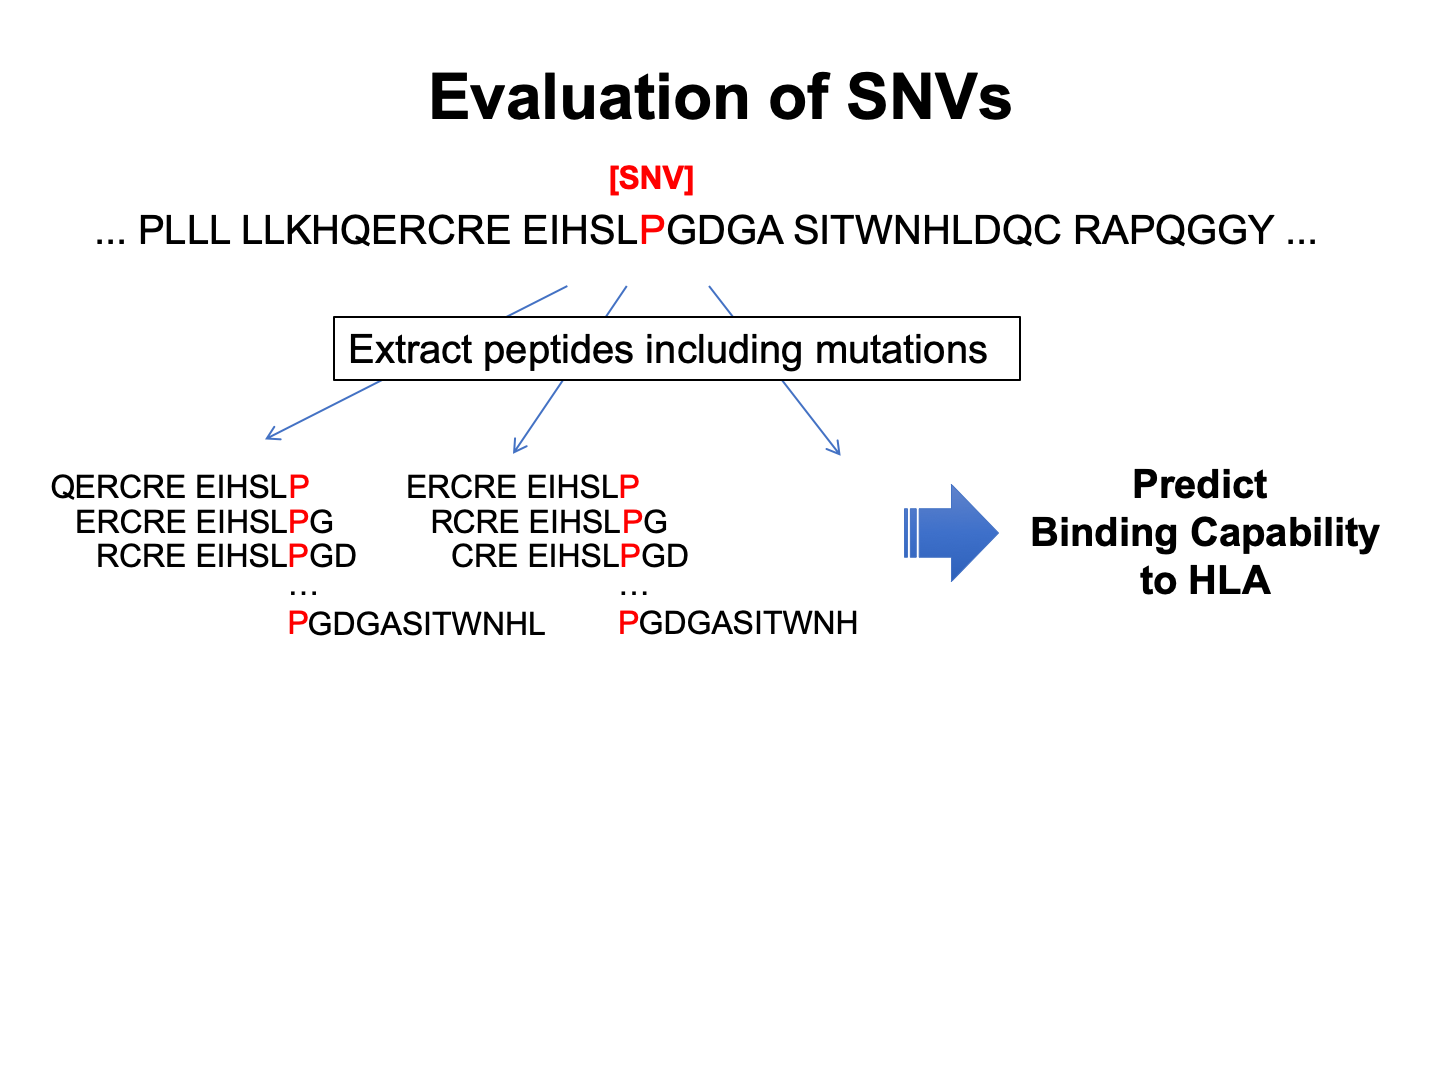 Evaluation of SNVs
[SNV]
... PLLL LLKHQERCRE EIHSLPGDGA SITWNHLDQC RAPQGGY ...
Extract peptides including mutations
QERCRE EIHSLP
ERCRE EIHSLPG
RCRE EIHSLPGD
...
PGDGASITWNHL
ERCRE EIHSLP
RCRE EIHSLPG
CRE EIHSLPGD
...
PGDGASITWNH
Predict
Binding Capability
to HLA